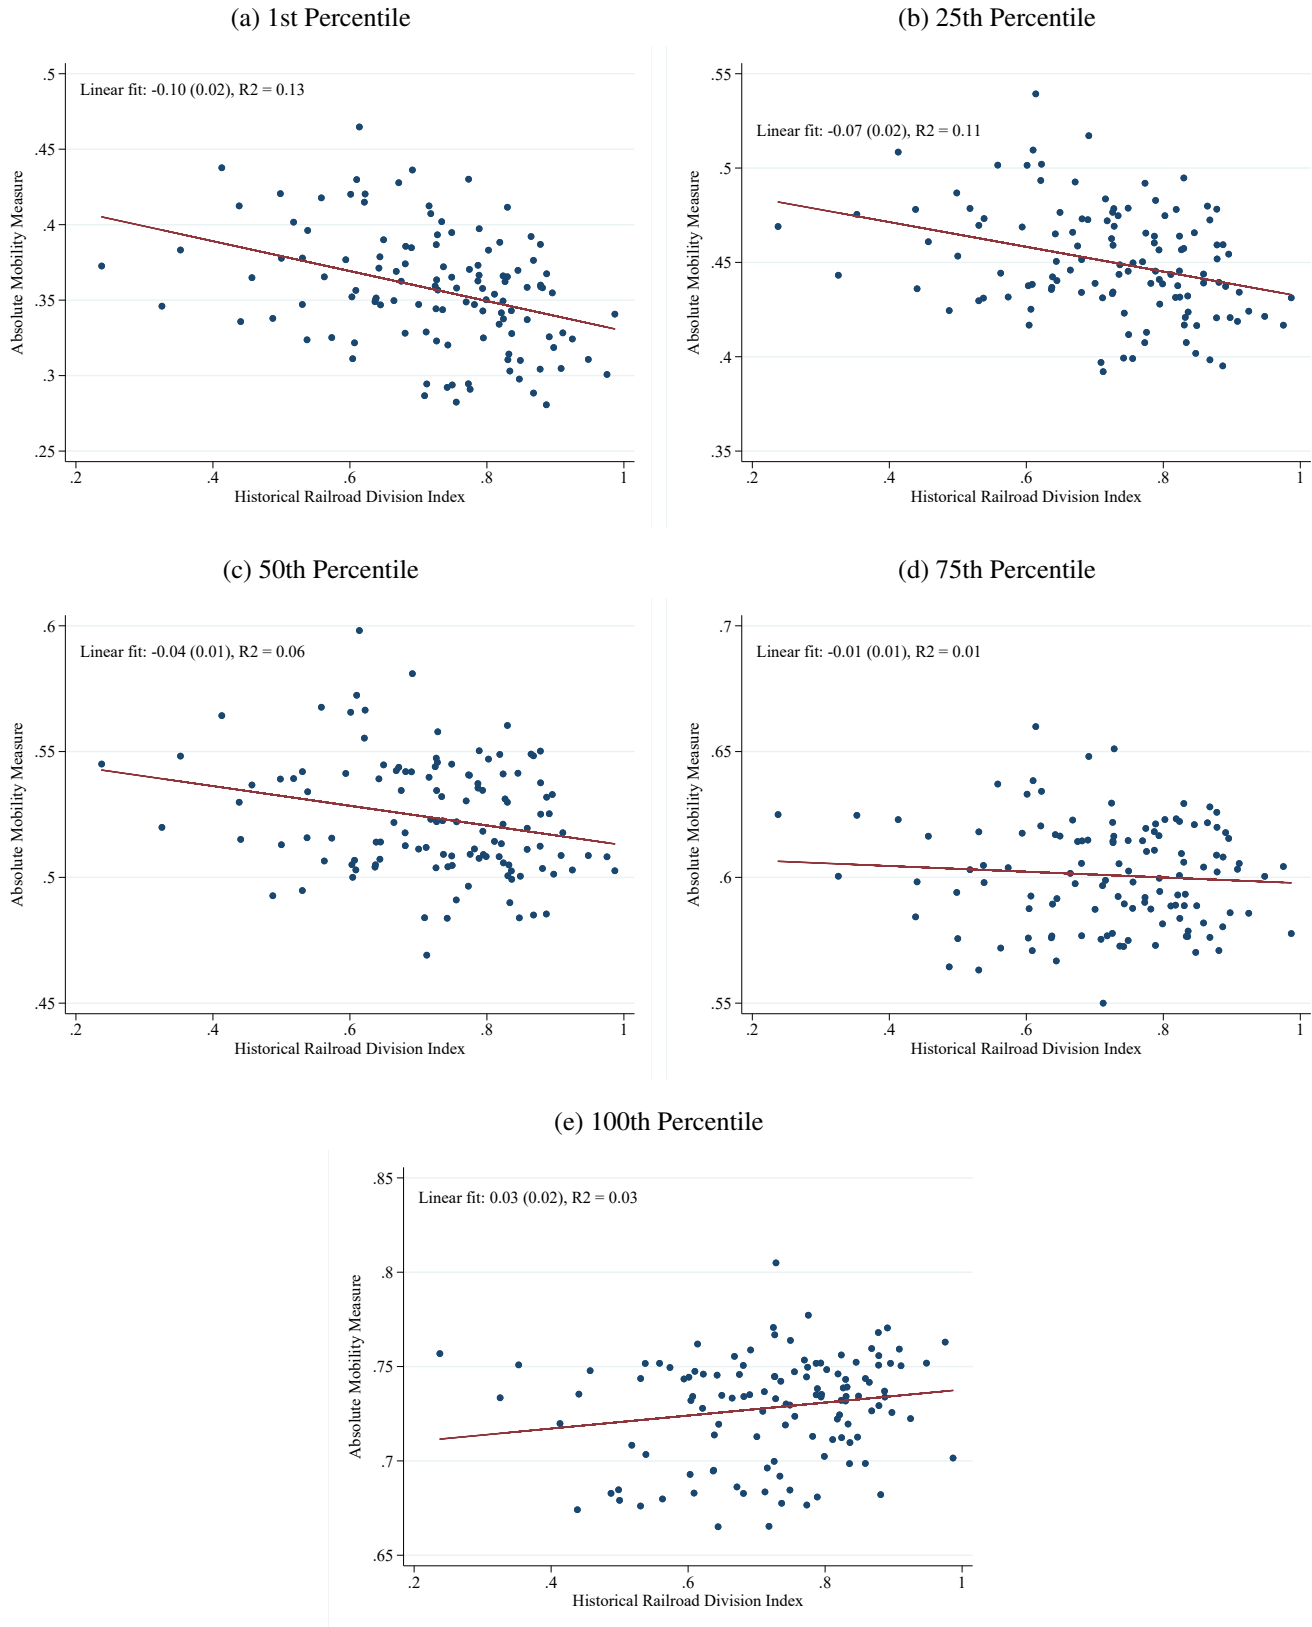 (a) 1st Percentile
Linear fit: -0.10 (0.02), R2 = 0.13
.5
.45
.4
.35
.3
.25
Absolute Mobility Measure
.2 .4 .6 .8 1
Historical Railroad Division Index
(b) 25th Percentile
Linear fit: -0.07 (0.02), R2 = 0.11
.55
.5
.45
.4
.35
Absolute Mobility Measure
.2 .4 .6 .8 1
Historical Railroad Division Index
(c) 50th Percentile
Linear fit: -0.04 (0.01), R2 = 0.06
.6
.55
.5
.45
Absolute Mobility Measure
.2 .4 .6 .8 1
Historical Railroad Division Index
(d) 75th Percentile
Linear fit: -0.01 (0.01), R2 = 0.01
.7
.65
.6
.55
Absolute Mobility Measure
.2 .4 .6 .8 1
Historical Railroad Division Index
(e) 100th Percentile
Linear fit: 0.03 (0.02), R2 = 0.03
.85
.8
.75
.7
.65
Absolute Mobility Measure
.2 .4 .6 .8 1
Historical Railroad Division Index